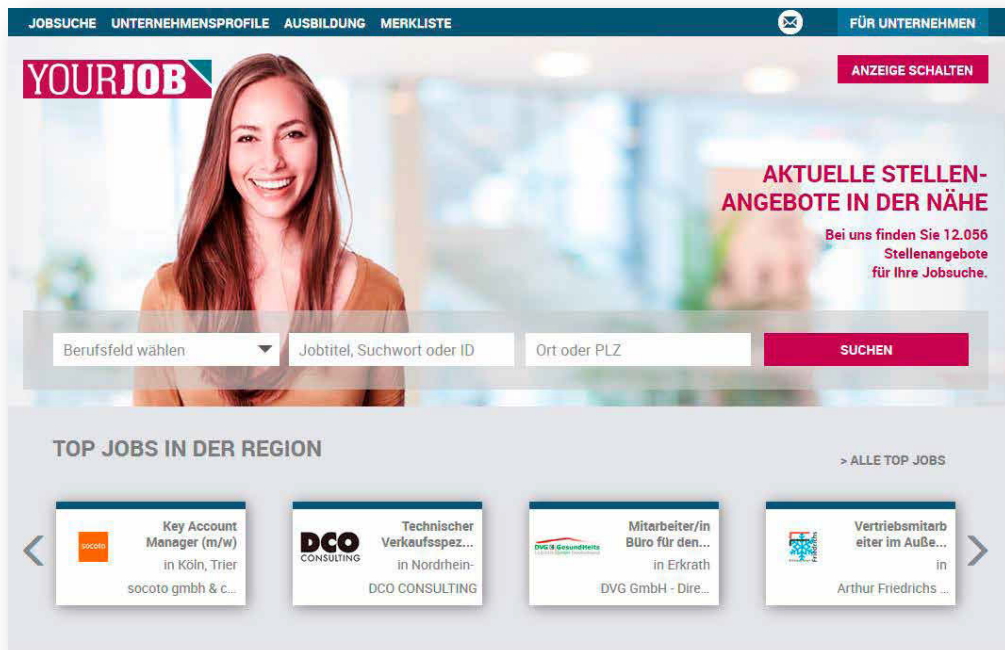 JOBSUCHE UNTERNEHMENSPROFILE AUSBILDUNG MERKLISTE FÜR UNTERNEHMEN
YOURJOB
ANZEIGE SCHALTEN
AKTUELLE STELLEN-
ANGEBOTE IN DER NÄHE
Bei uns finden Sie 12.056
Stellenangebote
für Ihre Jobsuche.
Berufsfeld wählen Jobtitel, Suchwort oder ID Ort oder PLZ SUCHEN
TOP JOBS IN DER REGION
> ALLE TOP JOBS
socoto
Key Account
Manager (m/w)
in Köln, Trier
socoto gmbh & c...
DCO
CONSULTING
Technischer
Verkaufsspez...
in Nordrhein-
DCO CONSULTING
DVG GesundHeits
Mitarbeiter/in
Büro für den...
in Erkrath
DVG GmbH - Dire...
Friedrichs
Vertriebsmitarb
eiter im Auße...
in
Arthur Friedrichs ...